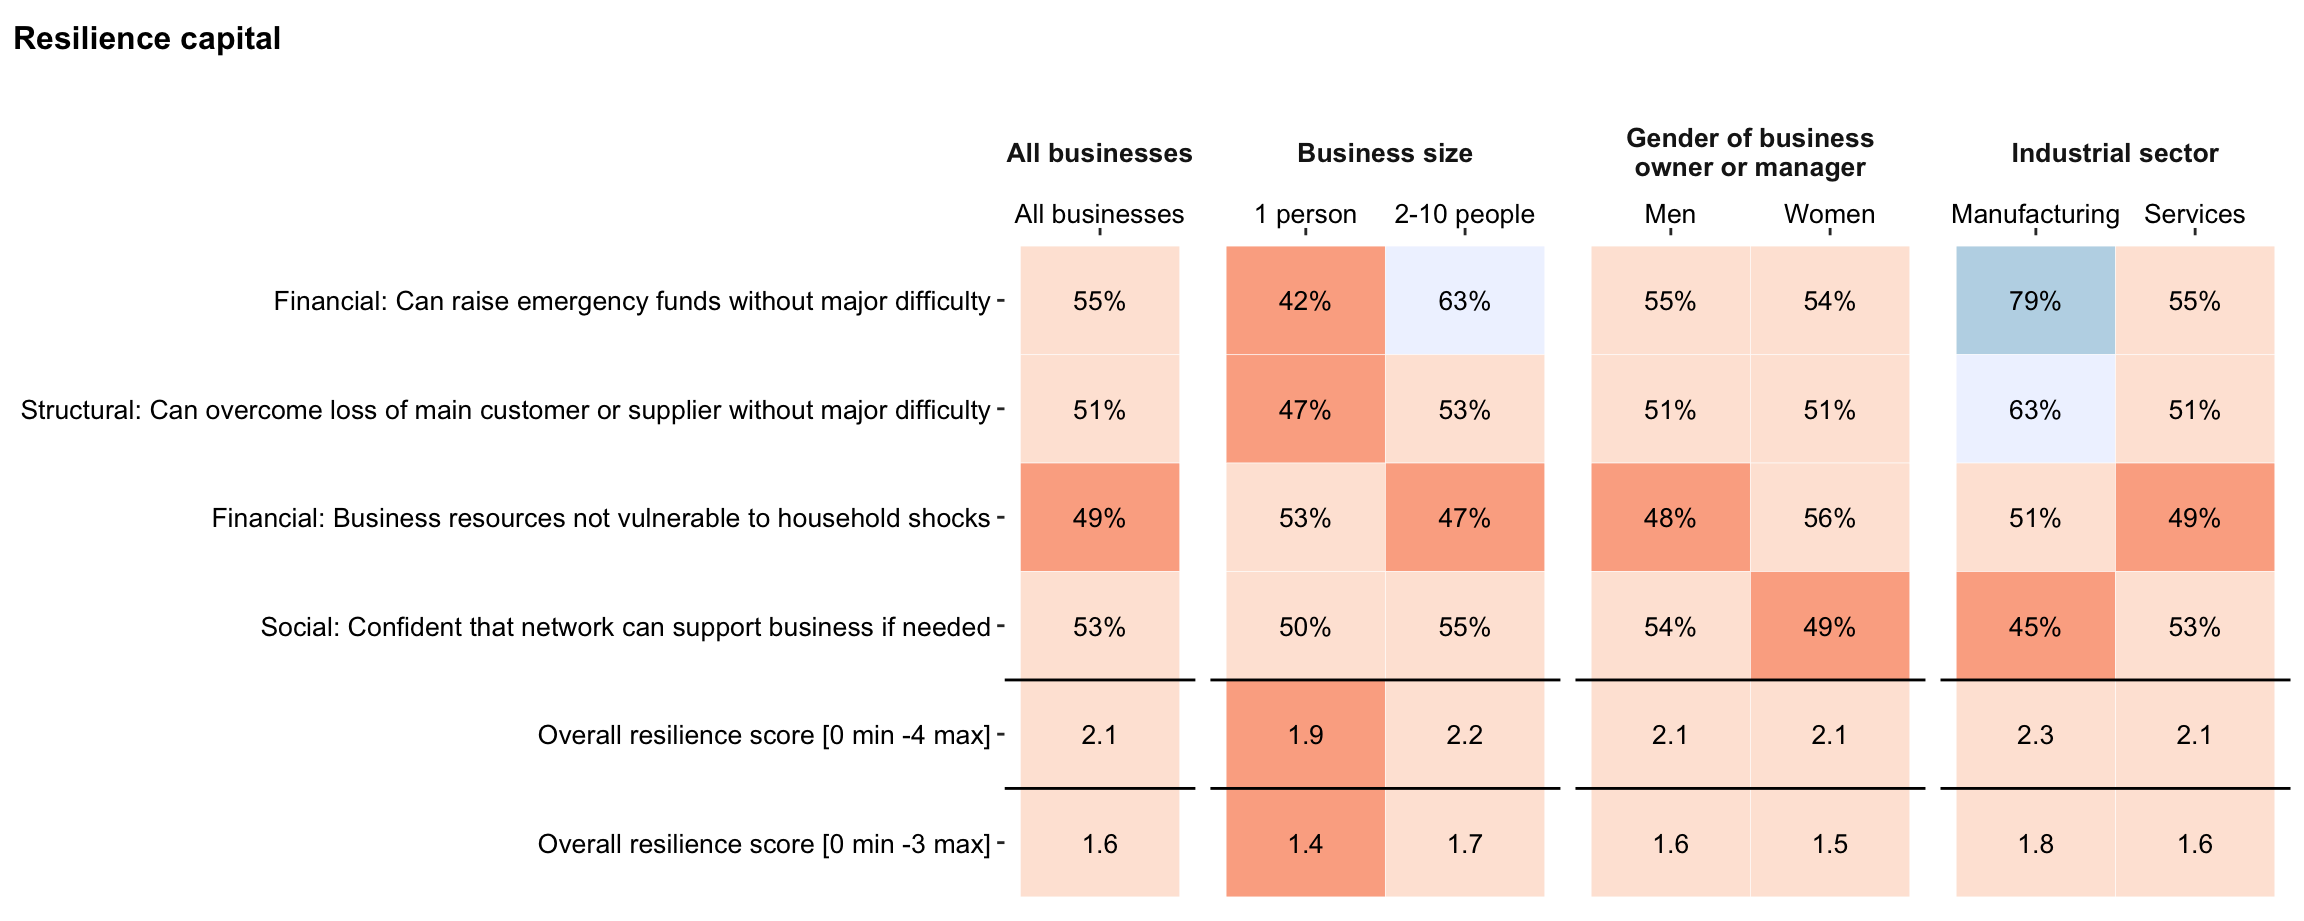 Resilience capital
All businesses Business size Gender of business owner or manager Industrial sector
All businesses 1 person 2-10 people Men Women Manufacturing Services
Financial: Can raise emergency funds without major difficulty 55% 42% 63% 55% 54% 79% 55%
Structural: Can overcome loss of main customer or supplier without major difficulty 51% 47% 53% 51% 51% 63% 51%
Financial: Business resources not vulnerable to household shocks 49% 53% 47% 48% 56% 51% 49%
Social: Confident that network can support business if needed 53% 50% 55% 54% 49% 45% 53%
Overall resilience score [0 min -4 max] 2.1 1.9 2.2 2.1 2.1 2.3 2.1
Overall resilience score [0 min -3 max] 1.6 1.4 1.7 1.6 1.5 1.8 1.6